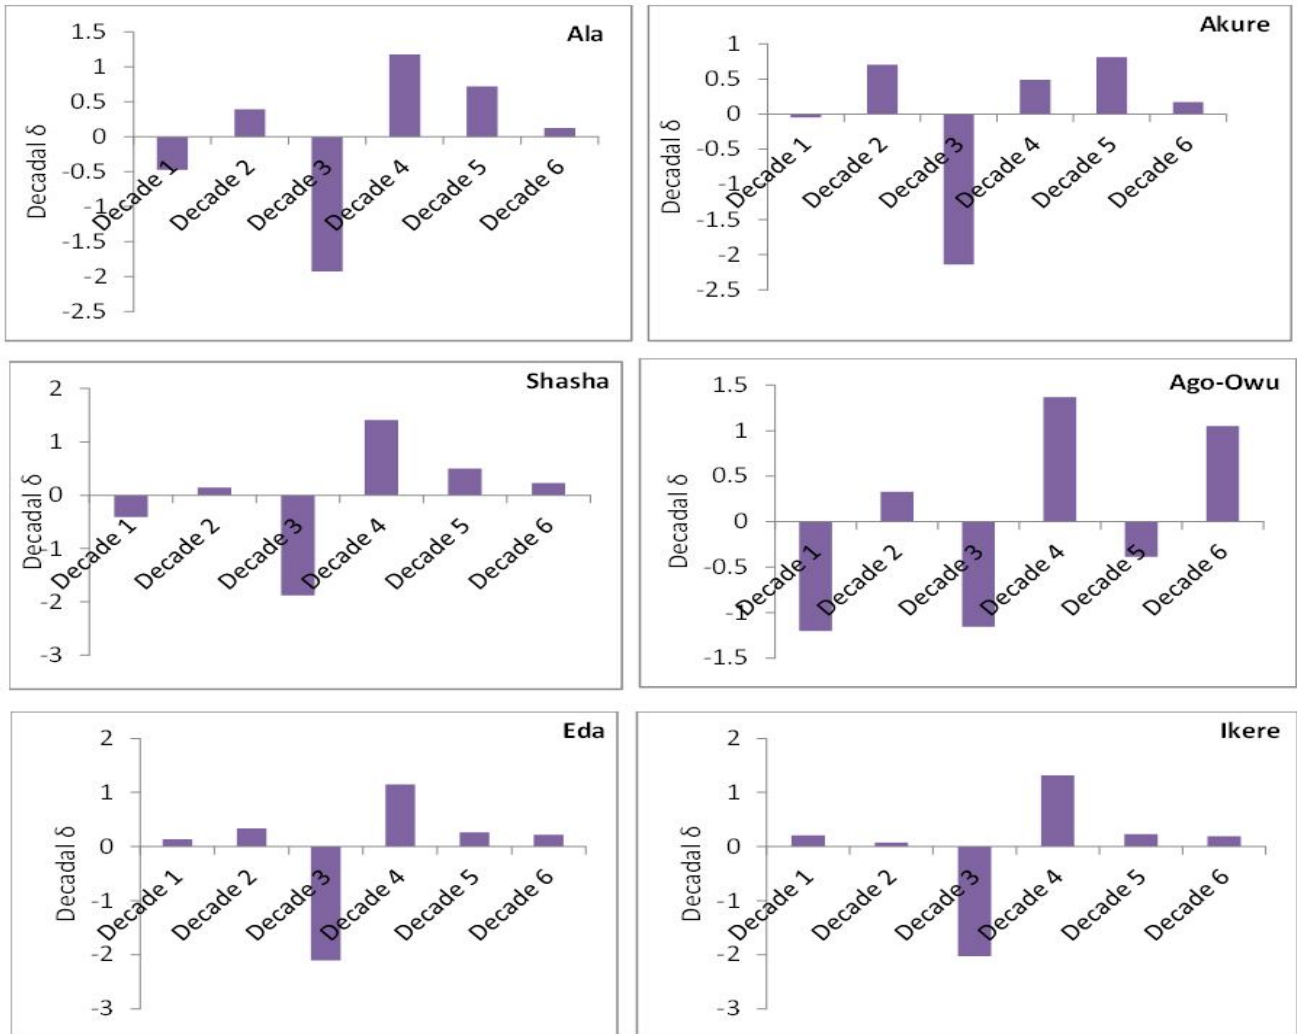 Ala
Decadal δ
1.5
1
0.5
0
-0.5
-1
-1.5
-2
-2.5
Decade 1
Decade 2
Decade 3
Decade 4
Decade 5
Decade 6
Akure
Decadal δ
1
0.5
0
-0.5
-1
-1.5
-2
-2.5
Decade 1
Decade 2
Decade 3
Decade 4
Decade 5
Decade 6
Shasha
Decadal δ
2
1
0
-1
-2
-3
Decade 1
Decade 2
Decade 3
Decade 4
Decade 5
Decade 6
Ago-Owu
Decadal δ
1.5
1
0.5
0
-0.5
-1
-1.5
Decade 1
Decade 2
Decade 3
Decade 4
Decade 5
Decade 6
Eda
Decadal δ
2
1
0
-1
-2
-3
Decade 1
Decade 2
Decade 3
Decade 4
Decade 5
Decade 6
Ikere
Decadal δ
2
1
0
-1
-2
-3
Decade 1
Decade 2
Decade 3
Decade 4
Decade 5
Decade 6